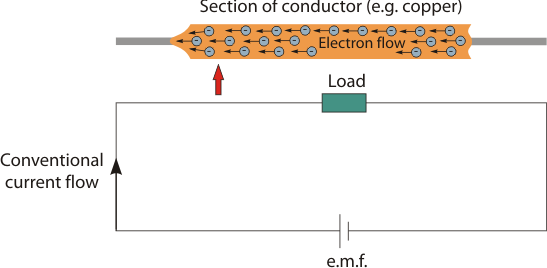 Section of conductor (e.g. copper)
Electron flow
Load
Conventional
current flow
e.m.f.